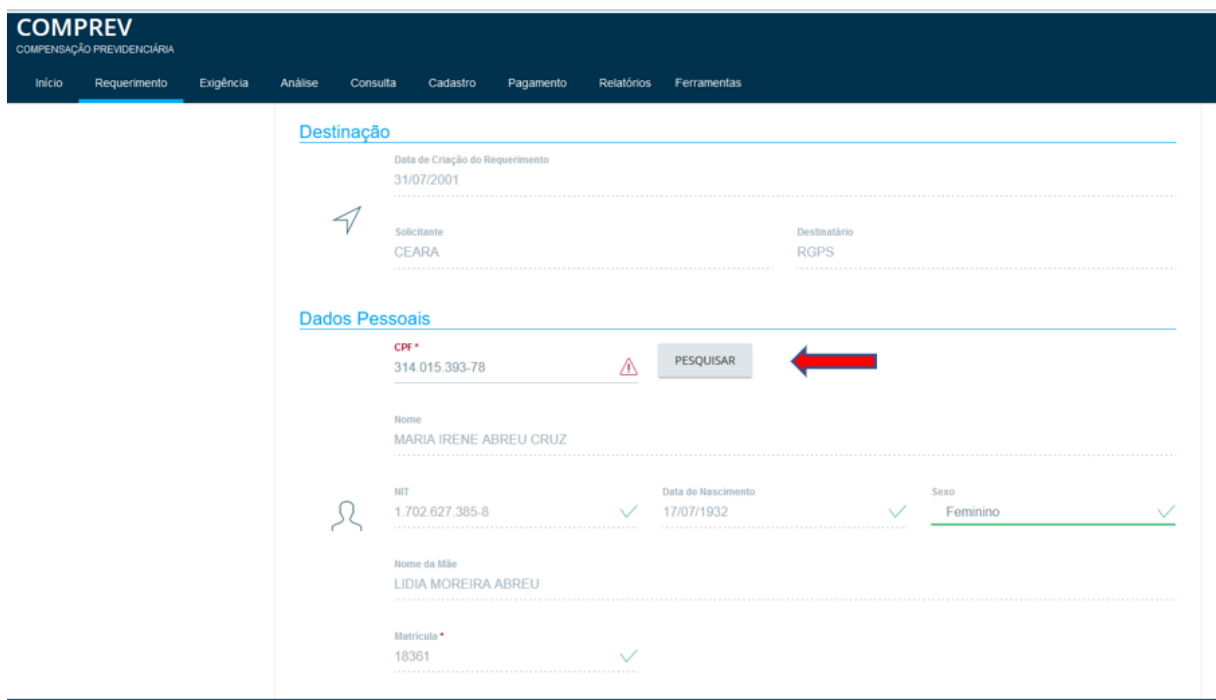 COMPREV
COMPENSAÇÃO PREVIDENCIÁRIA
Início Requerimento Exigência Análise Consulta Cadastro Pagamento Relatórios Ferramentas
Destinação
Data de Criação do Requerimento
31/07/2001
Solicitante Destinatário
CEARA RGPS
Dados Pessoais
CPF *
314.015.393-78 PESQUISAR
Nome
MARIA IRENE ABREU CRUZ
NIT Data de Nascimento Sexo
1.702.627.385-8 17/07/1932 Feminino
Nome da Mãe
LIDIA MOREIRA ABREU
Matrícula *
18361